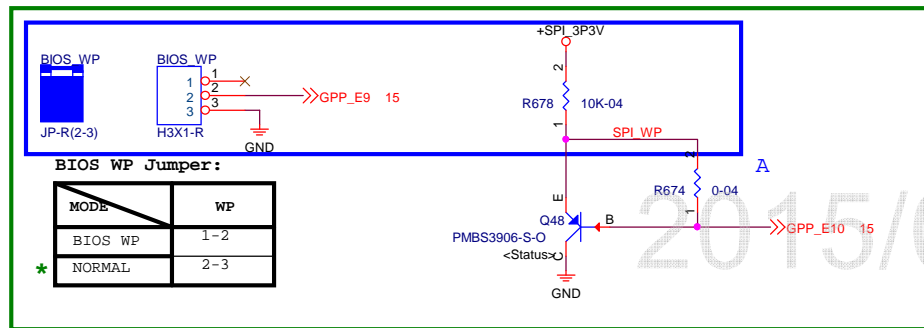 +SPI_3P3V
BIOS_WP
BIOS_WP
1
1
2
2
3
3
GPP_E9 15
2
R678 10K-04
1
JP-R(2-3)
H3X1-R
GND
SPI_WP
BIOS WP Jumper:
A
MODE WP
BIOS WP 1-2
* NORMAL 2-3
2
R674 0-04
1
E
Q48
B
PMBS3906-S-O
<Status>
C
GPP_E10 15
GND
2015/0